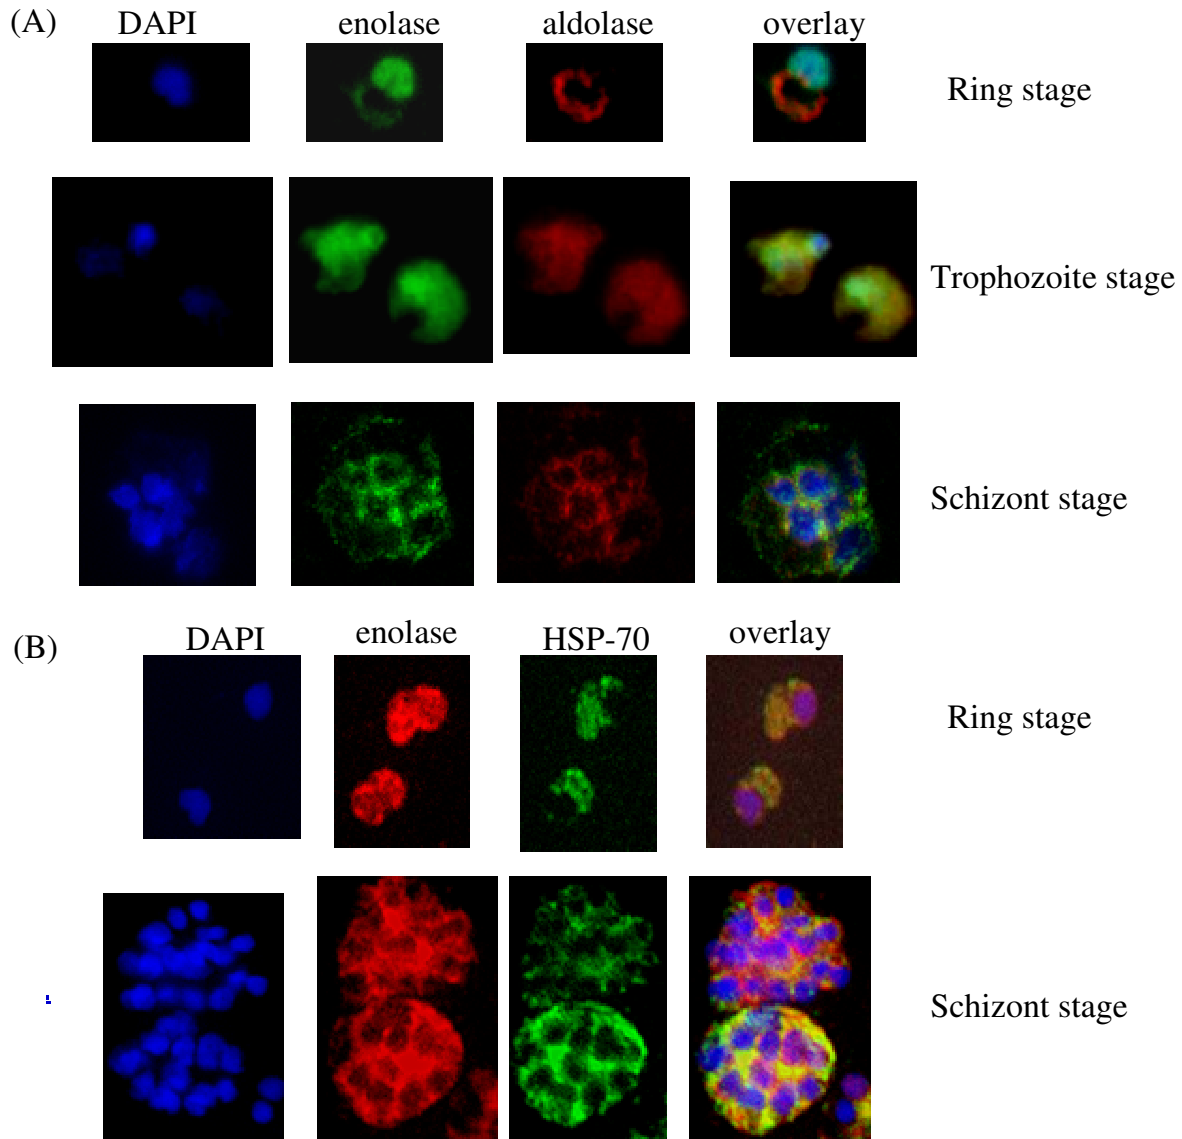 (A) DAPI enolase aldolase overlay
Ring stage
Trophozoite stage
Schizont stage
(B) DAPI enolase HSP-70 overlay
Ring stage
Schizont stage